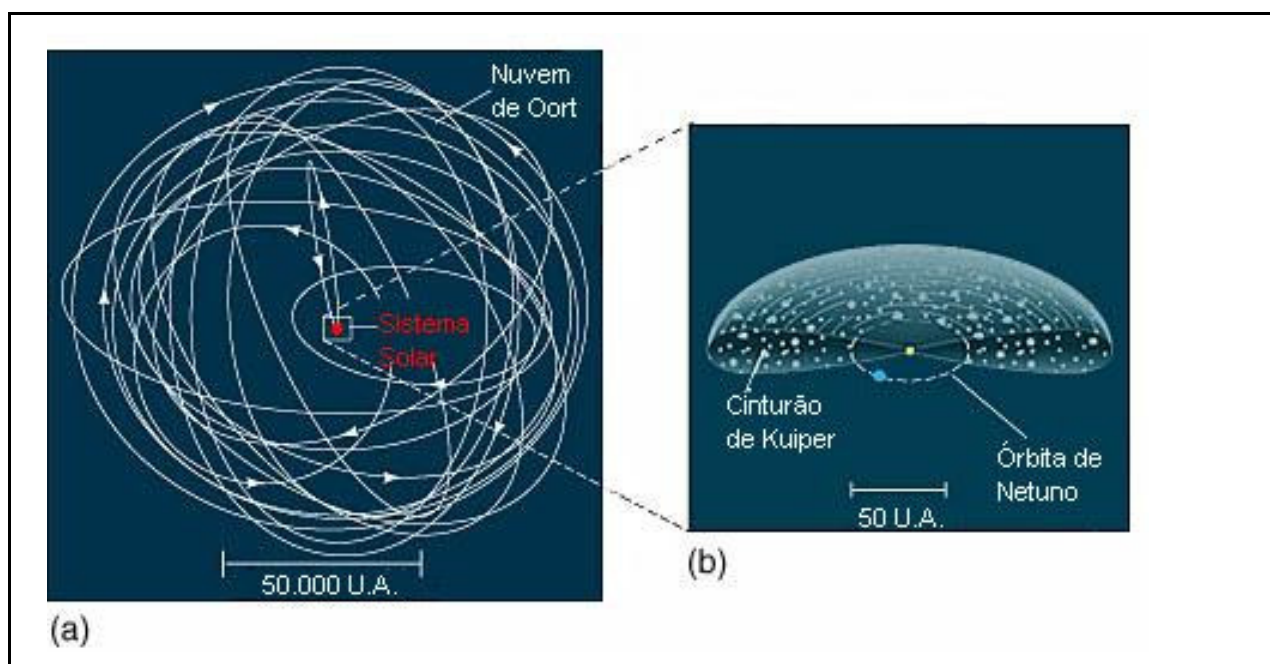 Nuvem
de Oort
Sistema
Solar
50.000 U.A.
(a)
Cinturão
de Kuiper
Órbita de
Netuno
50 U.A.
(b)